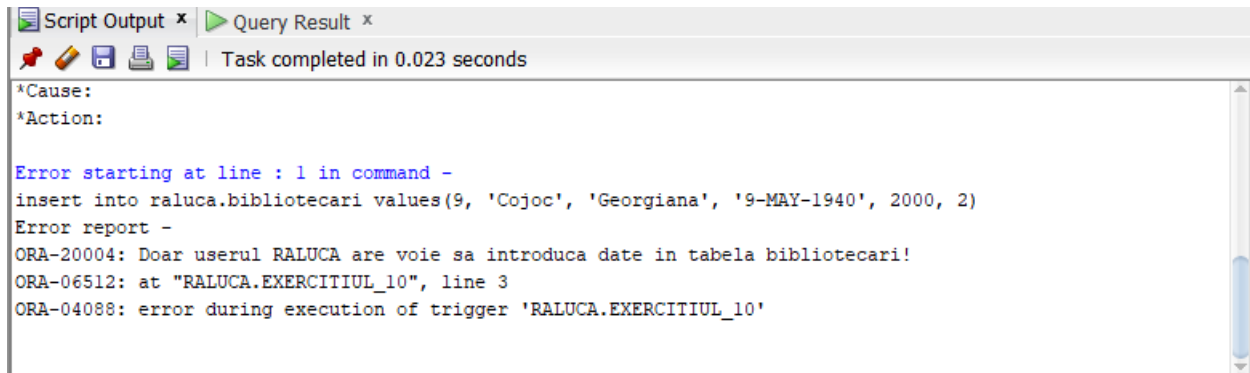 Script Output x Query Result x
Task completed in 0.023 seconds
*Cause:
*Action:
Error starting at line : 1 in command -
insert into raluca.bibliotecari values(9, 'Cojoc', 'Georgiana', '9-MAY-1940', 2000, 2)
Error report -
ORA-20004: Doar userul RALUCA are voie sa introduca date in tabela bibliotecari!
ORA-06512: at "RALUCA.EXERCITIUL_10", line 3
ORA-04088: error during execution of trigger 'RALUCA.EXERCITIUL_10'